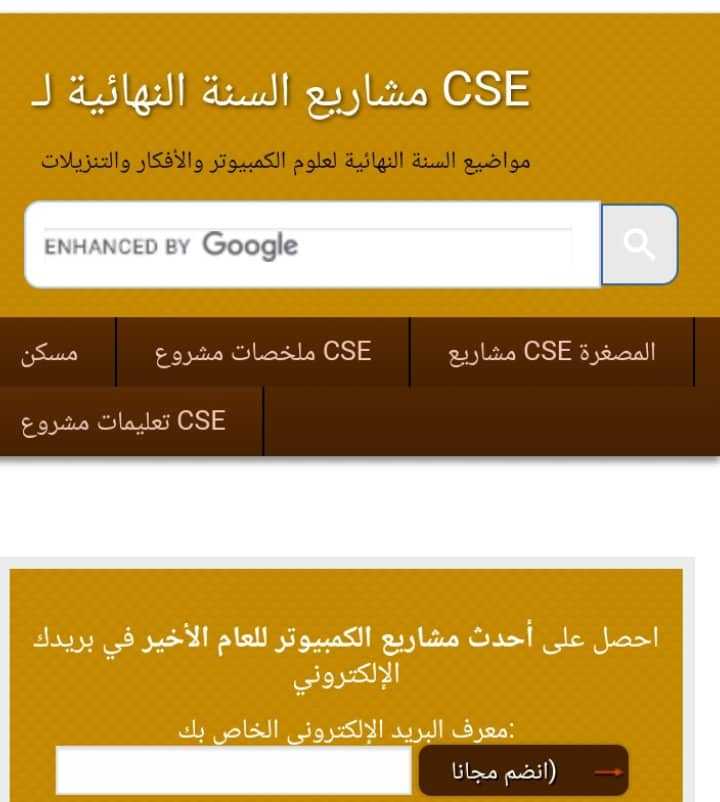 مشاريع السنة النهائية لـ CSE
مواضيع السنة النهائية لعلوم الكمبيوتر والأفكار والتنزيلات
ENHANCED BY Google
مسكن
ملخصات مشروع CSE
مشاريع CSE المصغرة
تعليمات مشروع CSE
احصل على أحدث مشاريع الكمبيوتر للعام الأخير في بريدك
الإلكتروني
معرف البريد الإلكتروني الخاص بك:
(انضم مجانا